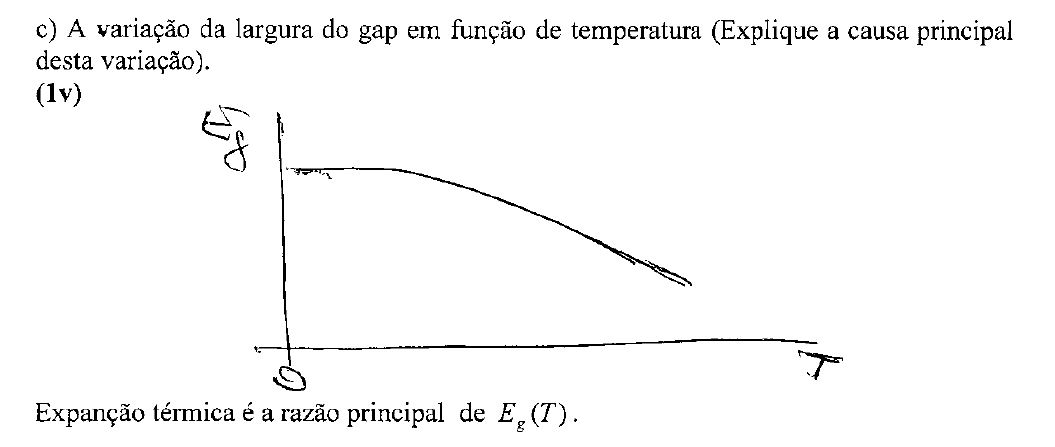 c) A variação da largura do gap em função de temperatura (Explique a causa principal
desta variação).
(1v)
Eg
0
T
Expanção térmica é a razão principal de E_g(T).